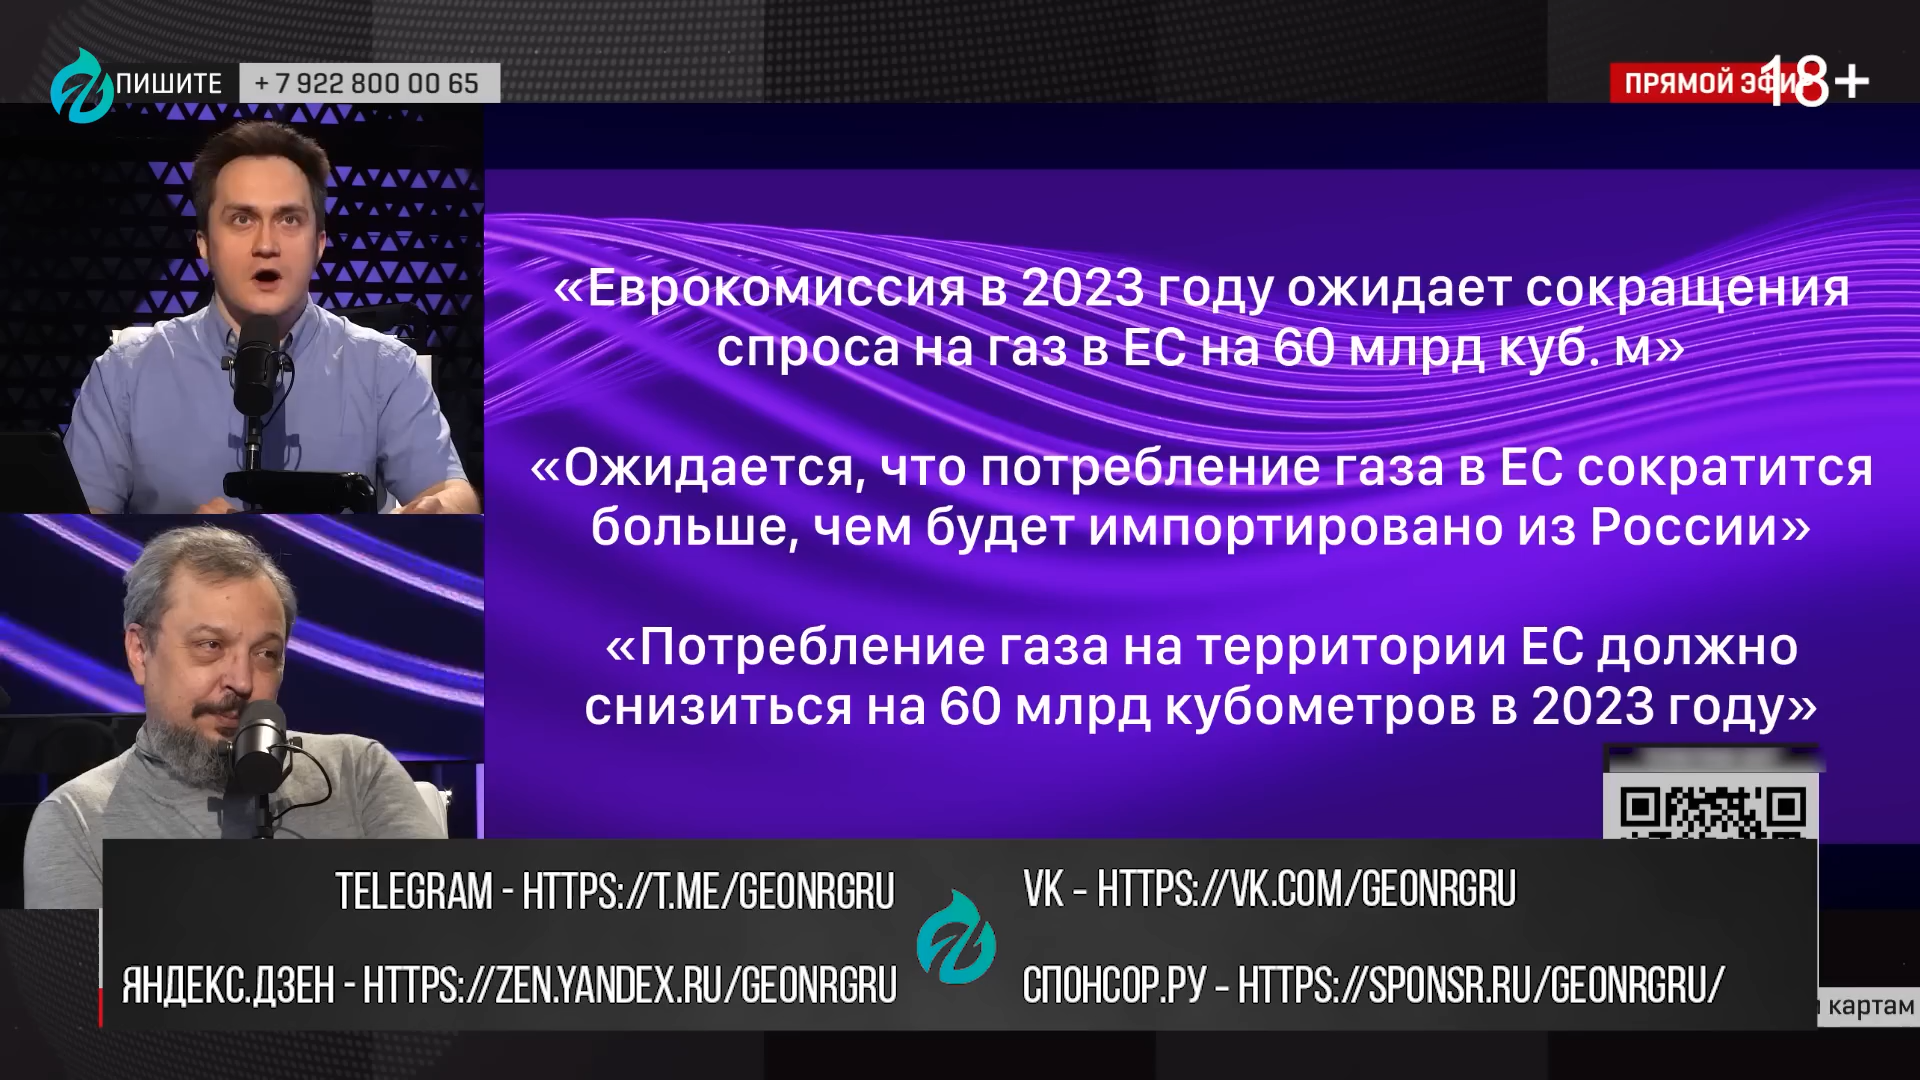 ПИШИТЕ
+ 7 922 800 00 65
ПРЯМОЙ
18+
«Еврокомиссия в 2023 году ожидает сокращения
спроса на газ в ЕС на 60 млрд куб. м»
«Ожидается, что потребление газа в ЕС сократится
больше, чем будет импортировано из России»
«Потребление газа на территории ЕС должно
снизиться на 60 млрд кубометров в 2023 году»
TELEGRAM - HTTPS://T.ME/GEONRGRU
VK - HTTPS://VK.COM/GEONRGRU
ЯНДЕКС.ДЗЕН - HTTPS://ZEN.YANDEX.RU/GEONRGRU
СПОНСОР.РУ - HTTPS://SPONSR.RU/GEONRGRU/
картам